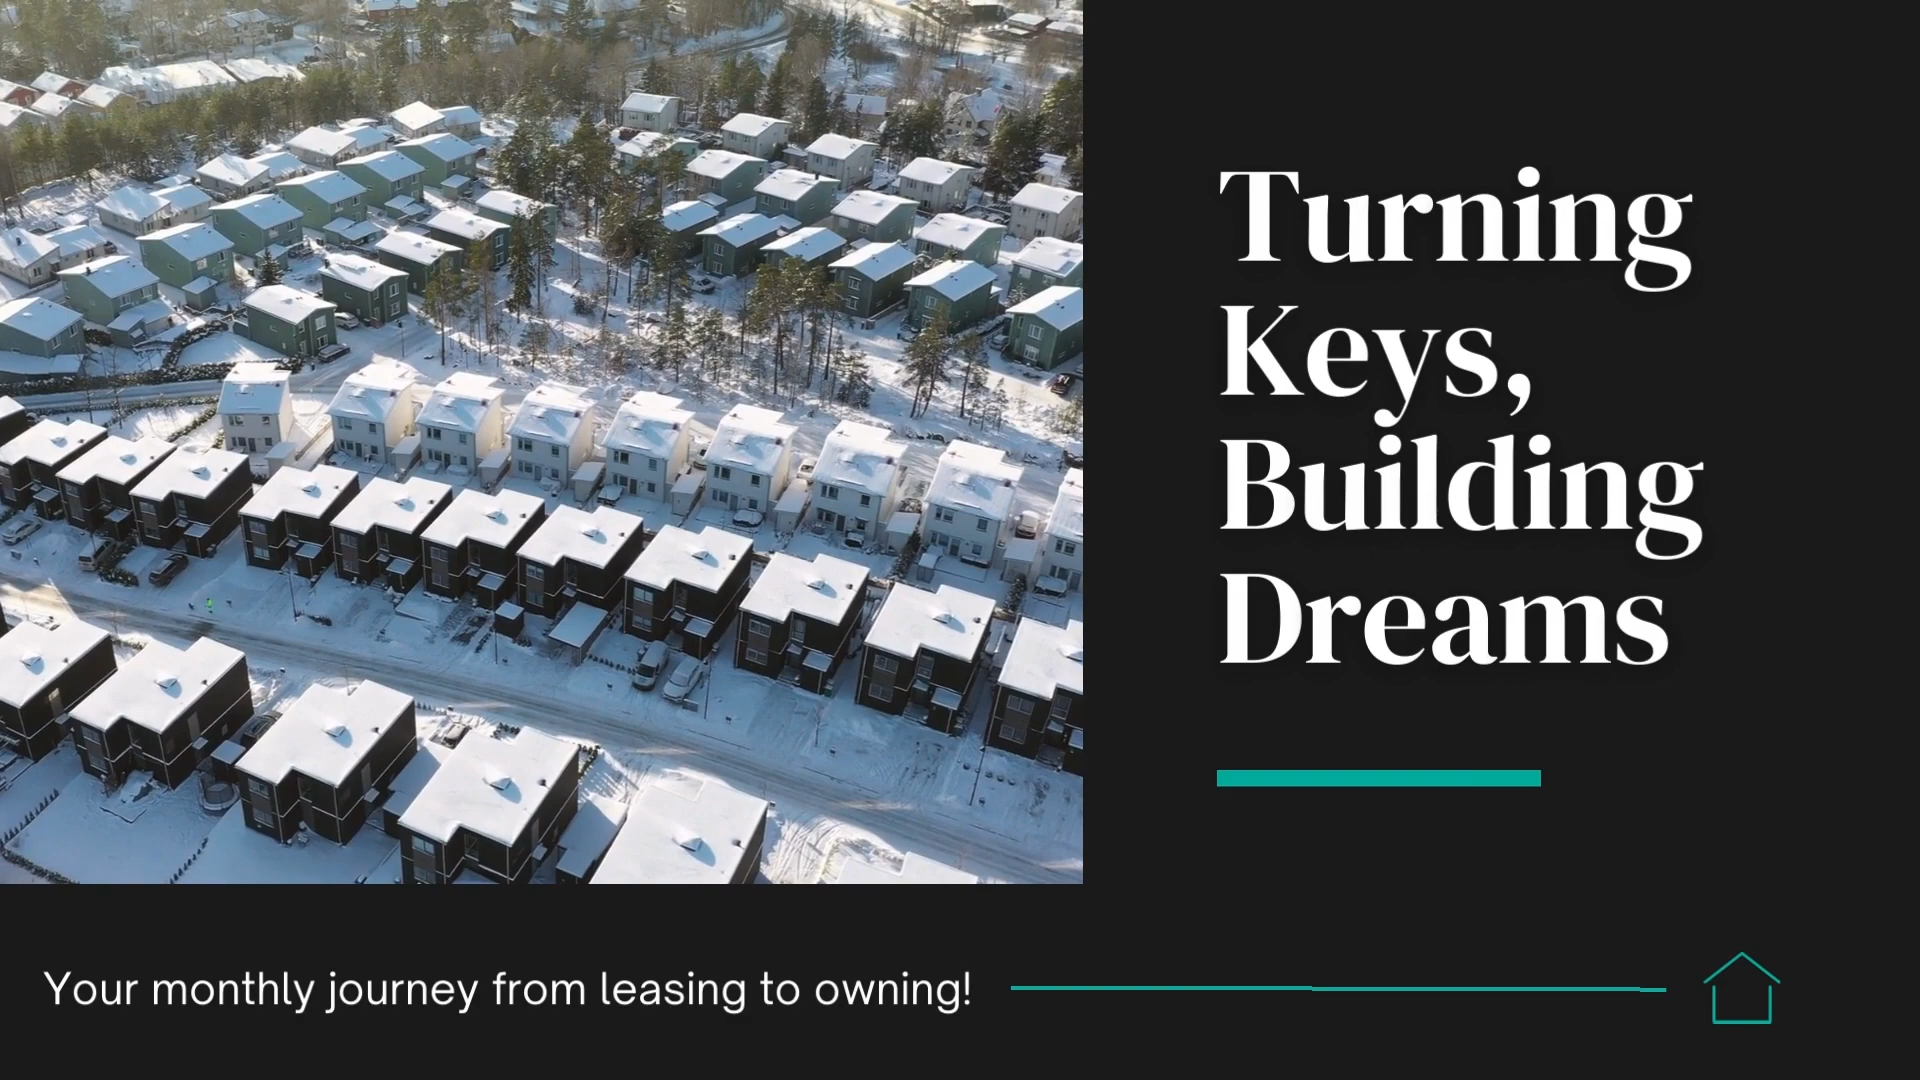 Turning
Keys,
Building
Dreams
Your monthly journey from leasing to owning!